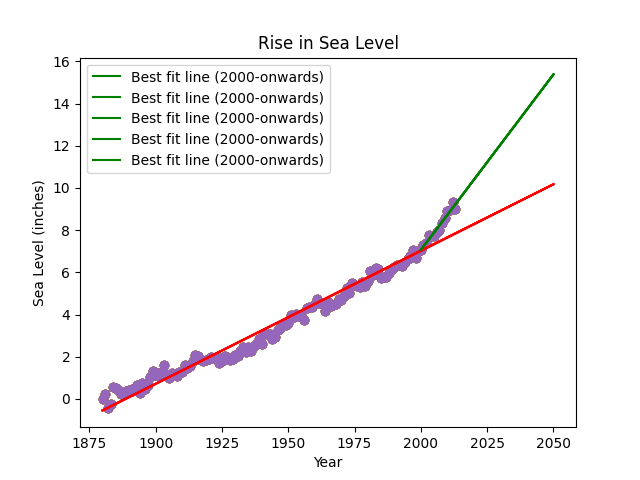 Rise in Sea Level
Sea Level (inches)
16
14
12
10
8
6
4
2
0
Best fit line (2000-onwards)
Best fit line (2000-onwards)
Best fit line (2000-onwards)
Best fit line (2000-onwards)
Best fit line (2000-onwards)
1875 1900 1925 1950 1975 2000 2025 2050
Year